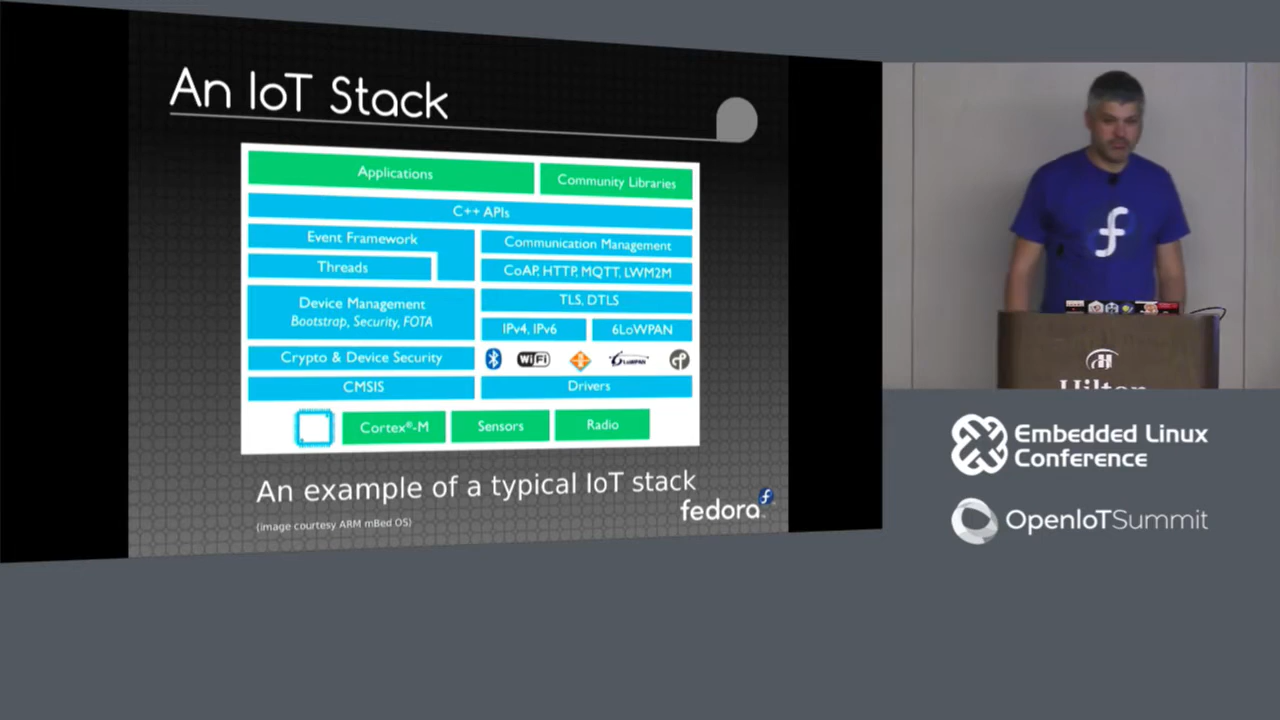 An IoT Stack
Applications
Community Libraries
C++ APIs
Event Framework
Communication Management
Threads
CoAP, HTTP, MQTT, LWM2M
Device Management
Bootstrap, Security, FOTA
TLS, DTLS
IPv4, IPv6
6LoWPAN
Crypto & Device Security
WiFi
6LoWPAN
CMSIS
Drivers
Cortex®-M
Sensors
Radio
An example of a typical IoT stack
(image courtesy ARM mBed OS)
fedora
Hilton
Embedded Linux
Conference
OpenIoTSummit